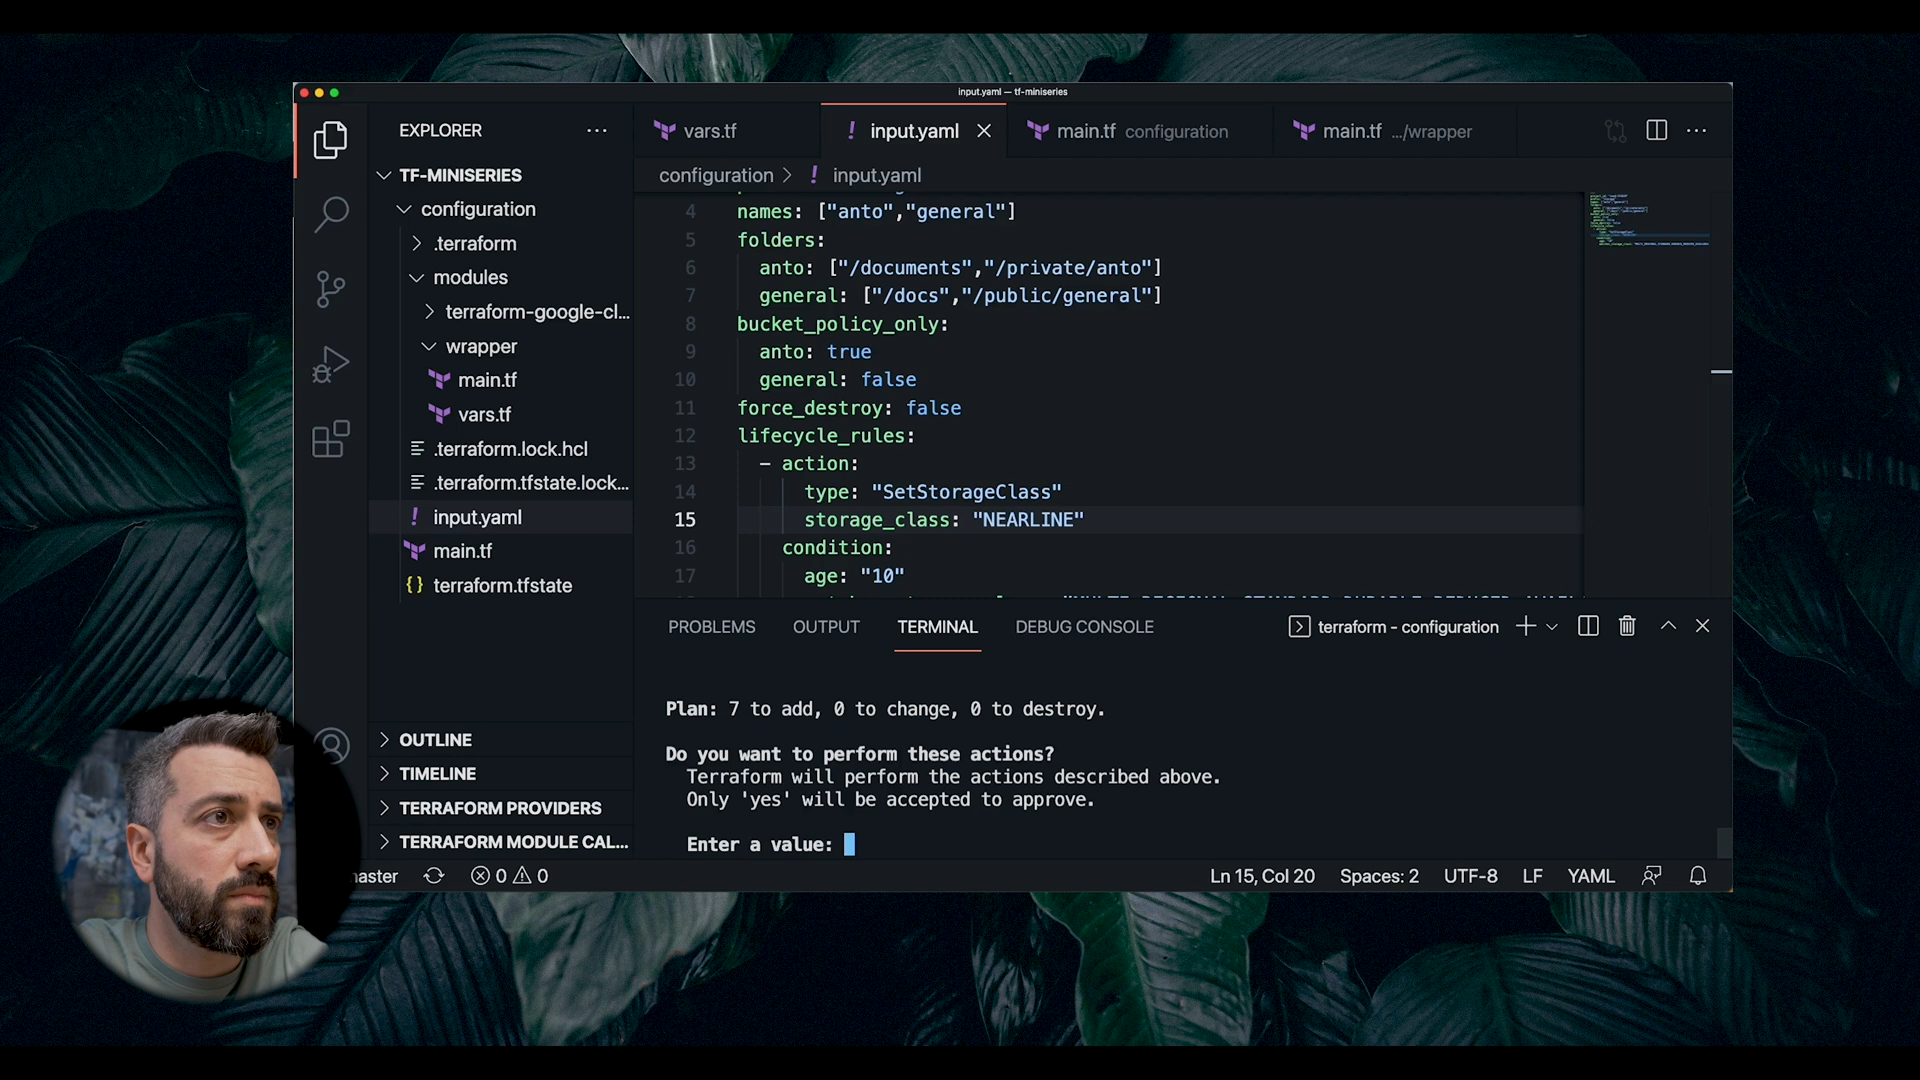 input.yaml — tf-miniseries
EXPLORER
vars.tf
input.yaml
main.tf configuration
main.tf .../wrapper
TF-MINISERIES
configuration
.terraform
modules
terraform-google-cl...
wrapper
main.tf
vars.tf
.terraform.lock.hcl
.terraform.tfstate.lock...
input.yaml
main.tf
terraform.tfstate
OUTLINE
TIMELINE
TERRAFORM PROVIDERS
TERRAFORM MODULE CAL...
configuration > ! input.yaml
4 names: ["anto","general"]
5 folders:
6 anto: ["/documents","/private/anto"]
7 general: ["/docs","/public/general"]
8 bucket_policy_only:
9 anto: true
10 general: false
11 force_destroy: false
12 lifecycle_rules:
13 - action:
14 type: "SetStorageClass"
15 storage_class: "NEARLINE"
16 condition:
17 age: "10"
PROBLEMS OUTPUT TERMINAL DEBUG CONSOLE
terraform - configuration
Plan: 7 to add, 0 to change, 0 to destroy.
Do you want to perform these actions?
Terraform will perform the actions described above.
Only 'yes' will be accepted to approve.
Enter a value:
master 0 0
Ln 15, Col 20 Spaces: 2 UTF-8 LF YAML